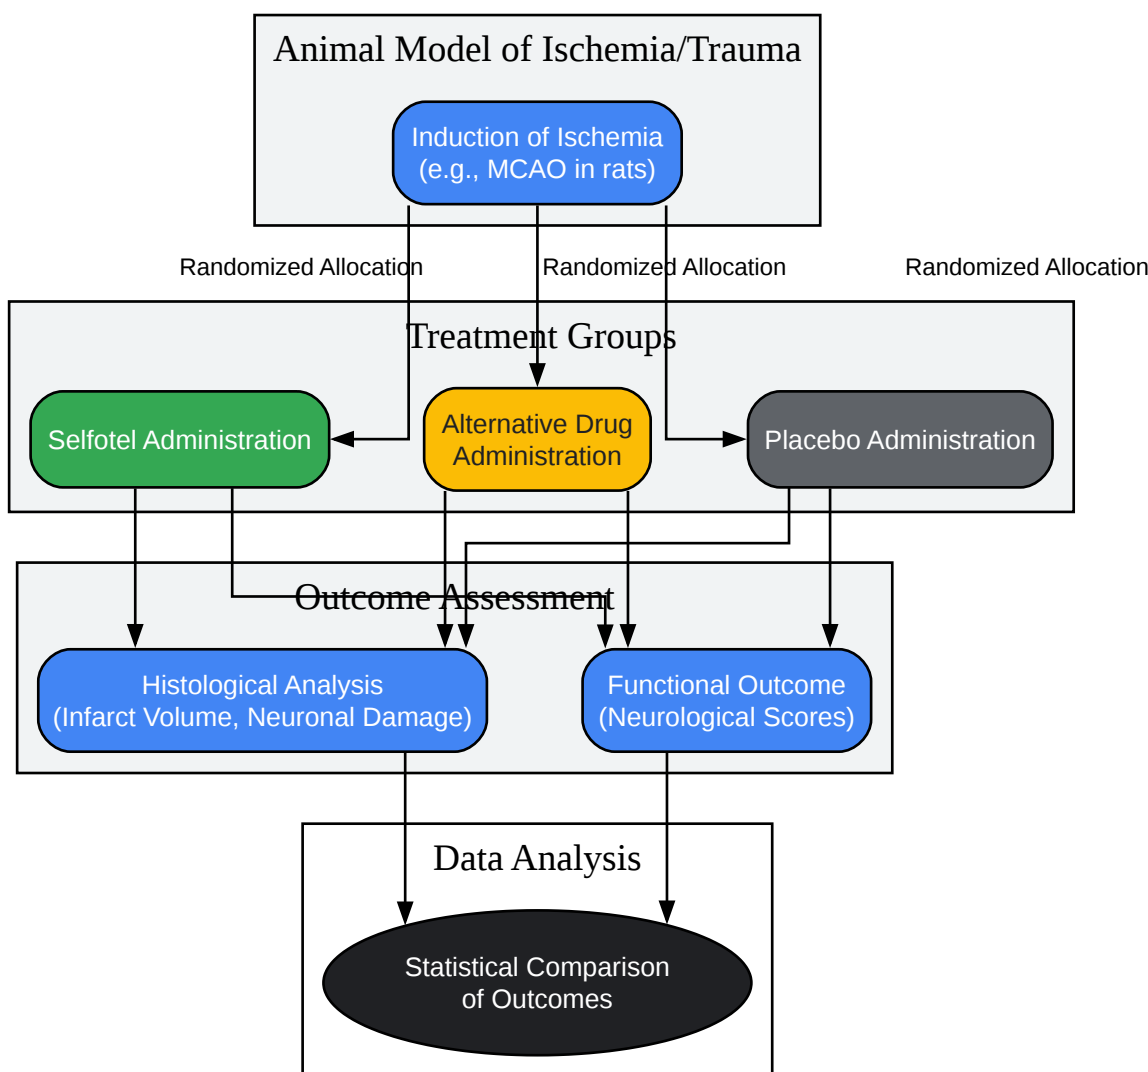 Animal Model of Ischemia/Trauma
Induction of Ischemia
(e.g., MCAO in rats)
Randomized Allocation
Randomized Allocation
Randomized Allocation
Treatment Groups
Selfotel Administration
Alternative Drug
Administration
Placebo Administration
Outcome Assessment
Histological Analysis
(Infarct Volume, Neuronal Damage)
Functional Outcome
(Neurological Scores)
Data Analysis
Statistical Comparison
of Outcomes